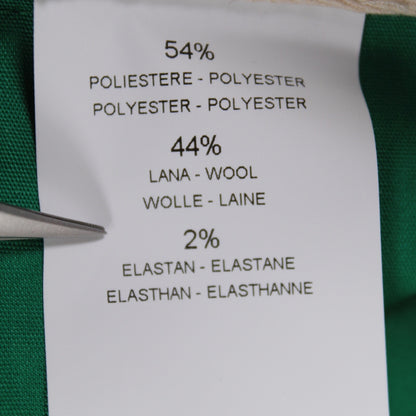 54%
POLIESTERE - POLYESTER
POLYESTER - POLYESTER
44%
LANA - WOOL
WOLLE - LAINE
2%
ELASTAN - ELASTANE
ELASTHAN - ELASTHANNE